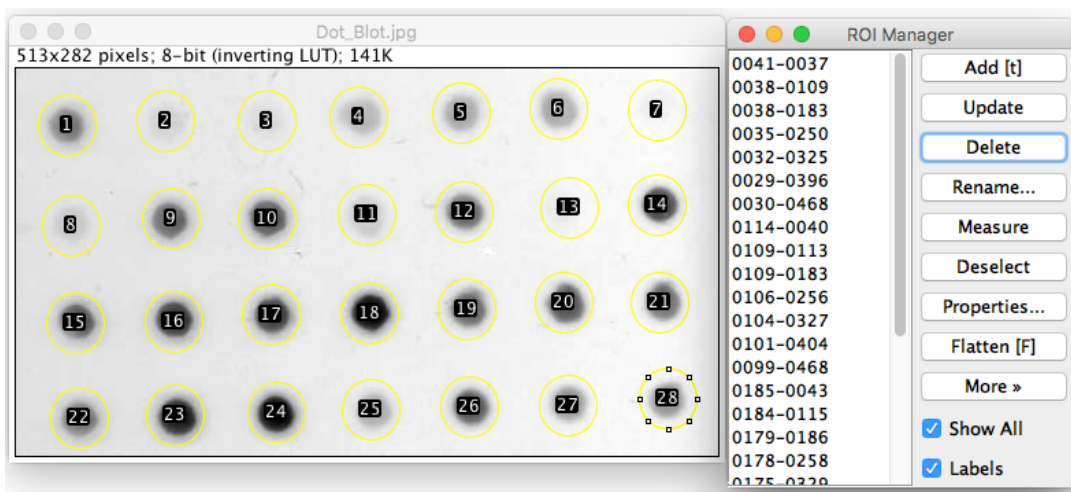 Dot_Blot.jpg
513x282 pixels; 8-bit (inverting LUT); 141K
1 2 3 4 5 6 7
8 9 10 11 12 13 14
15 16 17 18 19 20 21
22 23 24 25 26 27 28
ROI Manager
0041-0037
0038-0109
0038-0183
0035-0250
0032-0325
0029-0396
0030-0468
0114-0040
0109-0113
0109-0183
0106-0256
0104-0327
0101-0404
0099-0468
0185-0043
0184-0115
0179-0186
0178-0258
0175-0329
Add [t]
Update
Delete
Rename...
Measure
Deselect
Properties...
Flatten [F]
More »
Show All
Labels